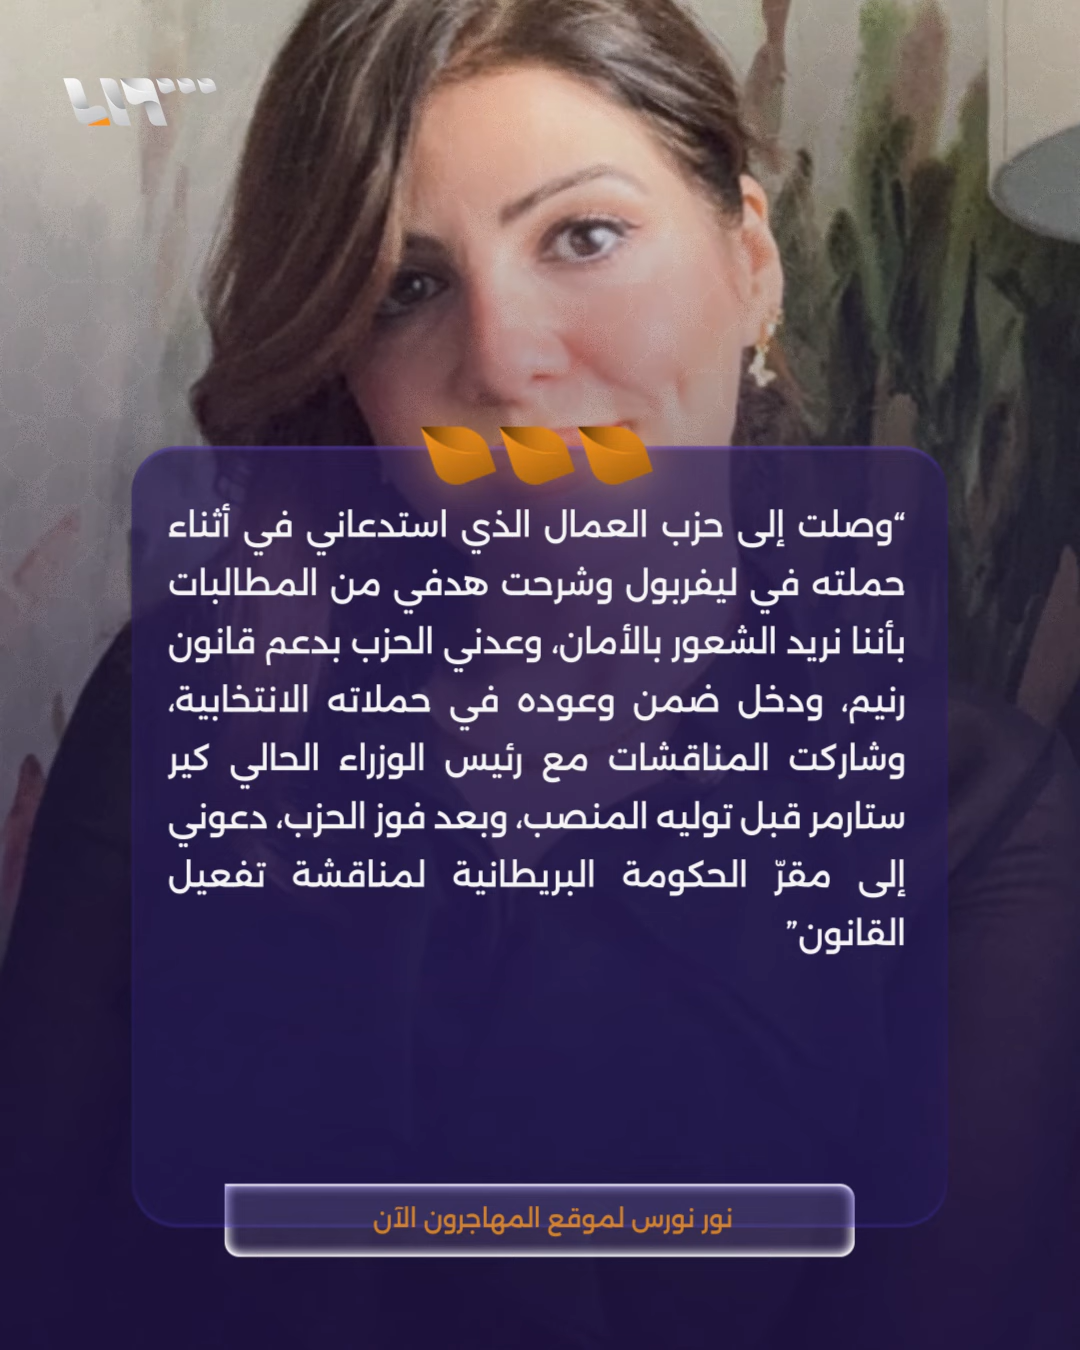 “وصلت إلى حزب العمال الذي استدعاني في أثناء
حملته في ليفربول وشرحت هدفي من المطالبات
بأننا نريد الشعور بالأمان، وعدني الحزب بدعم قانون
رنيم، ودخل ضمن وعوده في حملاته الانتخابية،
وشاركت المناقشات مع رئيس الوزراء الحالي كير
ستارمر قبل توليه المنصب، وبعد فوز الحزب، دعوني
إلى مقرّ الحكومة البريطانية لمناقشة تفعيل
القانون”
نور نورس لموقع المهاجرون الآن